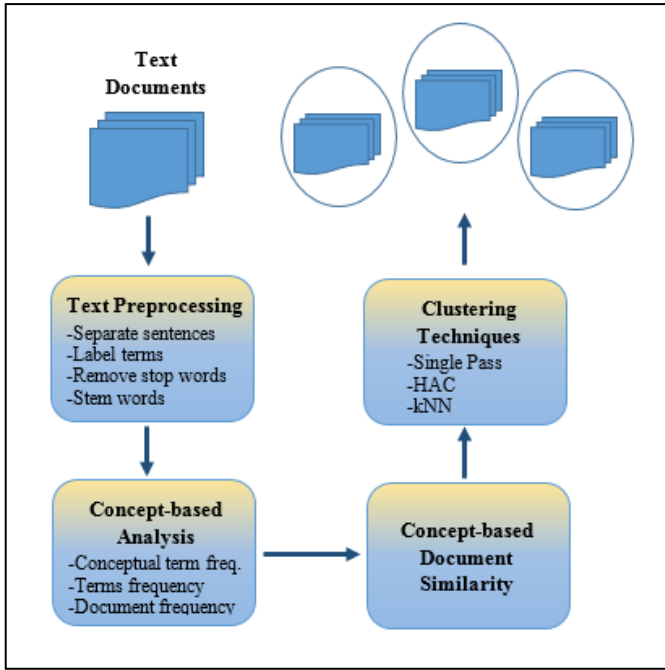 Text
Documents
Text Preprocessing
-Separate sentences
-Label terms
-Remove stop words
-Stem words
Concept-based
Analysis
-Conceptual term freq.
-Terms frequency
-Document frequency
Concept-based
Document
Similarity
Clustering
Techniques
-Single Pass
-HAC
-kNN